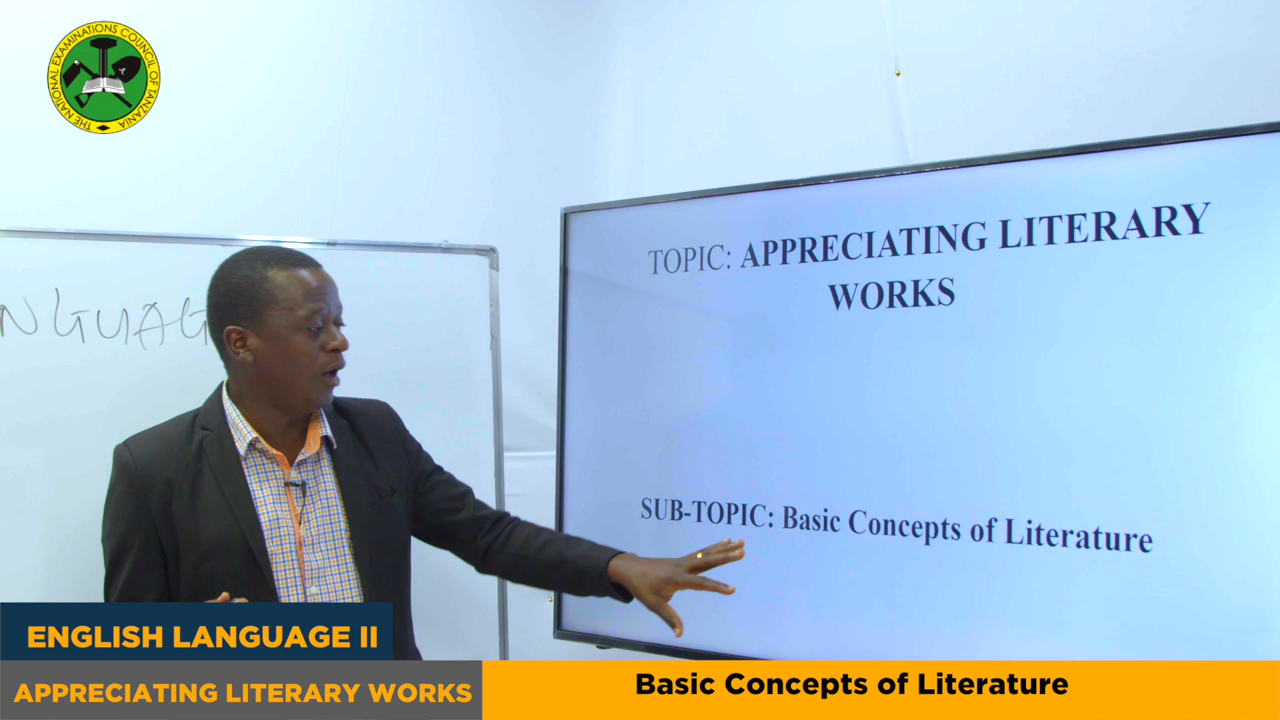 THE NATIONAL EXAMINATIONS COUNCIL OF TANZANIA
NGUAG
TOPIC: APPRECIATING LITERARY
WORKS
SUB-TOPIC: Basic Concepts of Literature
ENGLISH LANGUAGE II
APPRECIATING LITERARY WORKS
Basic Concepts of Literature